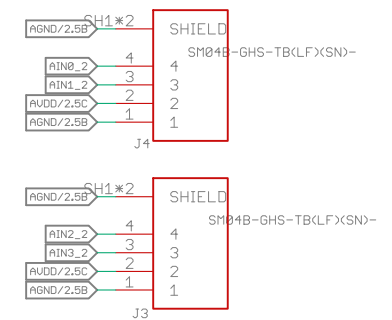 AGND/2.5B SH1*2 SHIELD
SM04B-GHS-TB(LF)(SN)-
AIN0_2 4 4
AIN1_2 3 3
AVDD/2.5C 2 2
AGND/2.5B 1 1
J4
AGND/2.5B SH1*2 SHIELD
SM04B-GHS-TB(LF)(SN)-
AIN2_2 4 4
AIN3_2 3 3
AVDD/2.5C 2 2
AGND/2.5B 1 1
J3